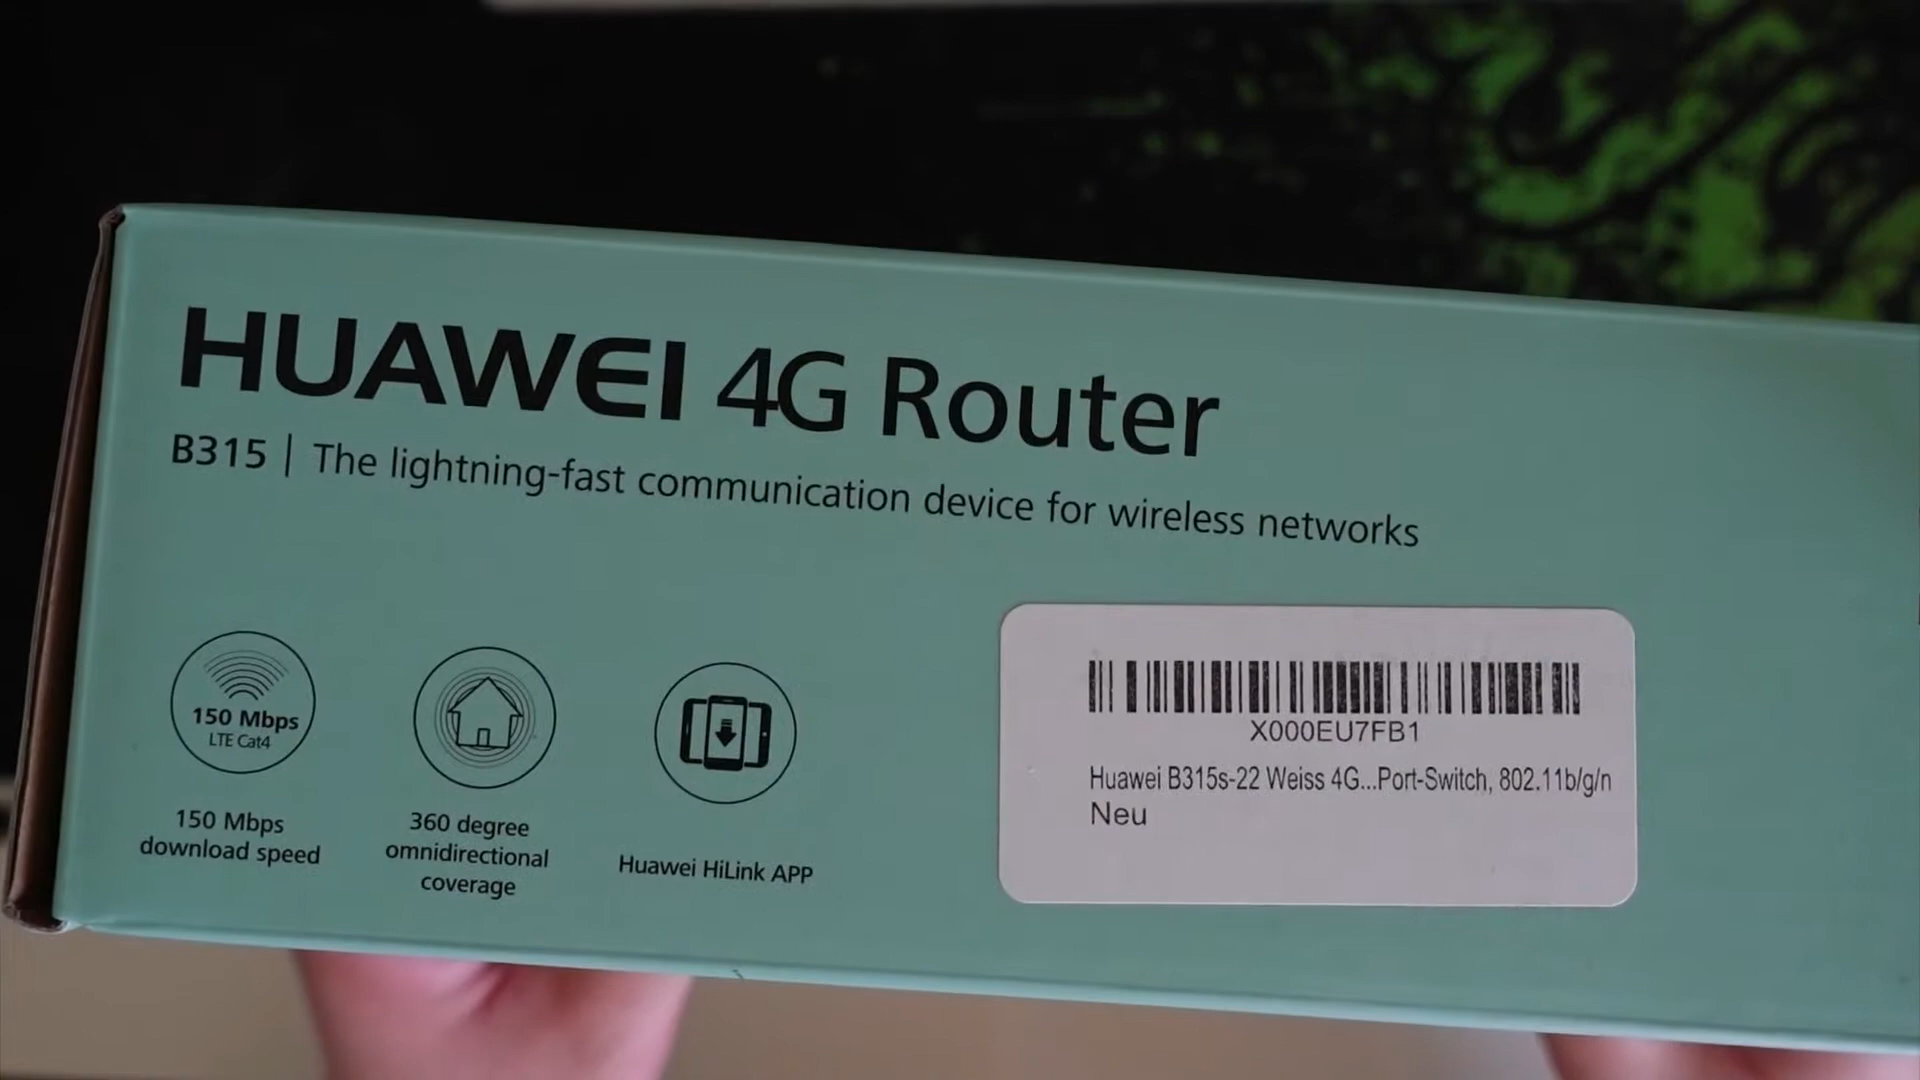 HUAWEI 4G Router
B315 | The lightning-fast communication device for wireless networks
150 Mbps
LTE Cat4
150 Mbps
download speed
360 degree
omnidirectional
coverage
Huawei HiLink APP
X000EU7FB1
Huawei B315s-22 Weiss 4G...Port-Switch, 802.11b/g/n
Neu